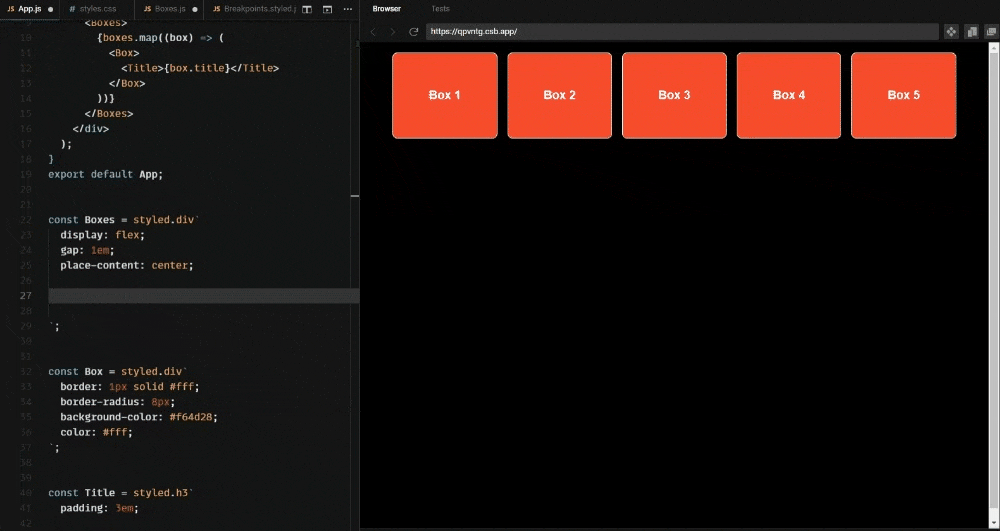 JS App.js ● # styles.css JS Boxes.js ● JS Breakpoints.styled.j
Browser Tests
https://qpvntg.csb.app/
9 <Boxes>
10 {boxes.map((box) => (
11 <Box>
12 <Title>{box.title}</Title>
13 </Box>
14 ))}
15 </Boxes>
16 </div>
17 );
18 }
19 export default App;
20
21
22 const Boxes = styled.div`
23 display: flex;
24 gap: 1em;
25 place-content: center;
26
27
28
29 `;
30
31
32 const Box = styled.div`
33 border: 1px solid #fff;
34 border-radius: 8px;
35 background-color: #f64d28;
36 color: #fff;
37 `;
38
39
40 const Title = styled.h3`
41 padding: 3em;
42
Box 1 Box 2 Box 3 Box 4 Box 5